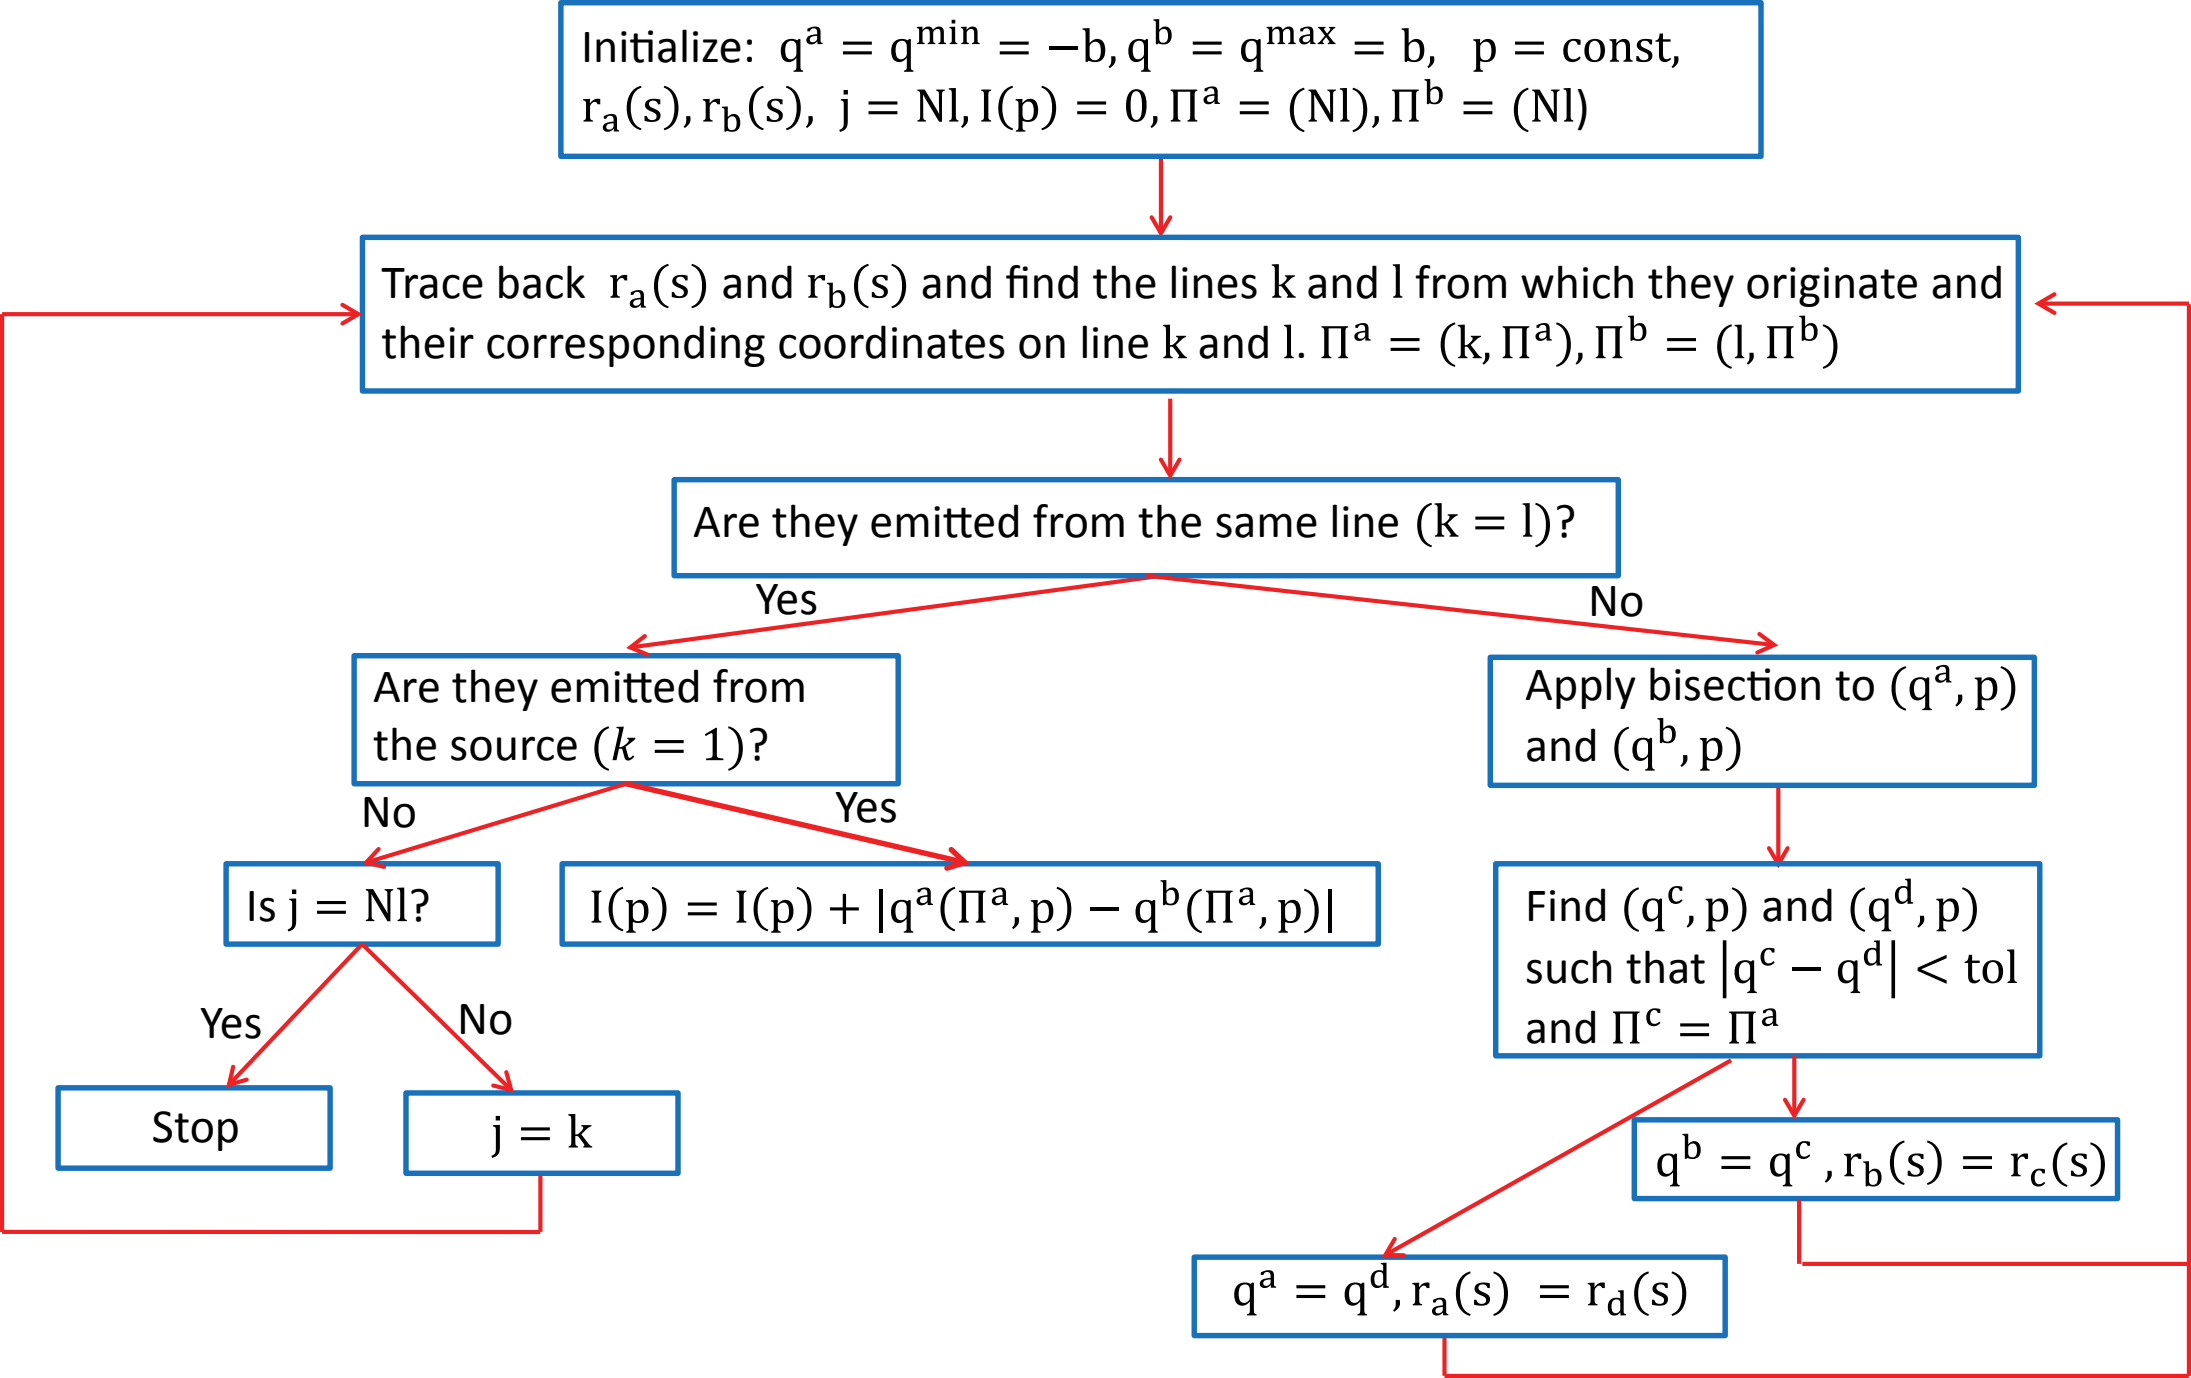 Initialize: qᵃ = qᵐⁱⁿ = −b, qᵇ = qᵐᵃˣ = b, p = const,
rₐ(s), r_b(s), j = Nl, I(p) = 0, Πᵃ = (Nl), Πᵇ = (Nl)
Trace back rₐ(s) and r_b(s) and find the lines k and l from which they originate and
their corresponding coordinates on line k and l. Πᵃ = (k, Πᵃ), Πᵇ = (l, Πᵇ)
Are they emitted from the same line (k = l)?
Yes
No
Are they emitted from
the source (k = 1)?
Apply bisection to (qᵃ, p)
and (qᵇ, p)
No
Yes
Is j = Nl?
I(p) = I(p) + |qᵃ(Πᵃ, p) − qᵇ(Πᵃ, p)|
Find (qᶜ, p) and (qᵈ, p)
such that |qᶜ − qᵈ| < tol
and Πᶜ = Πᵃ
Yes
No
Stop
j = k
qᵇ = qᶜ , r_b(s) = r_c(s)
qᵃ = qᵈ, rₐ(s) = r_d(s)